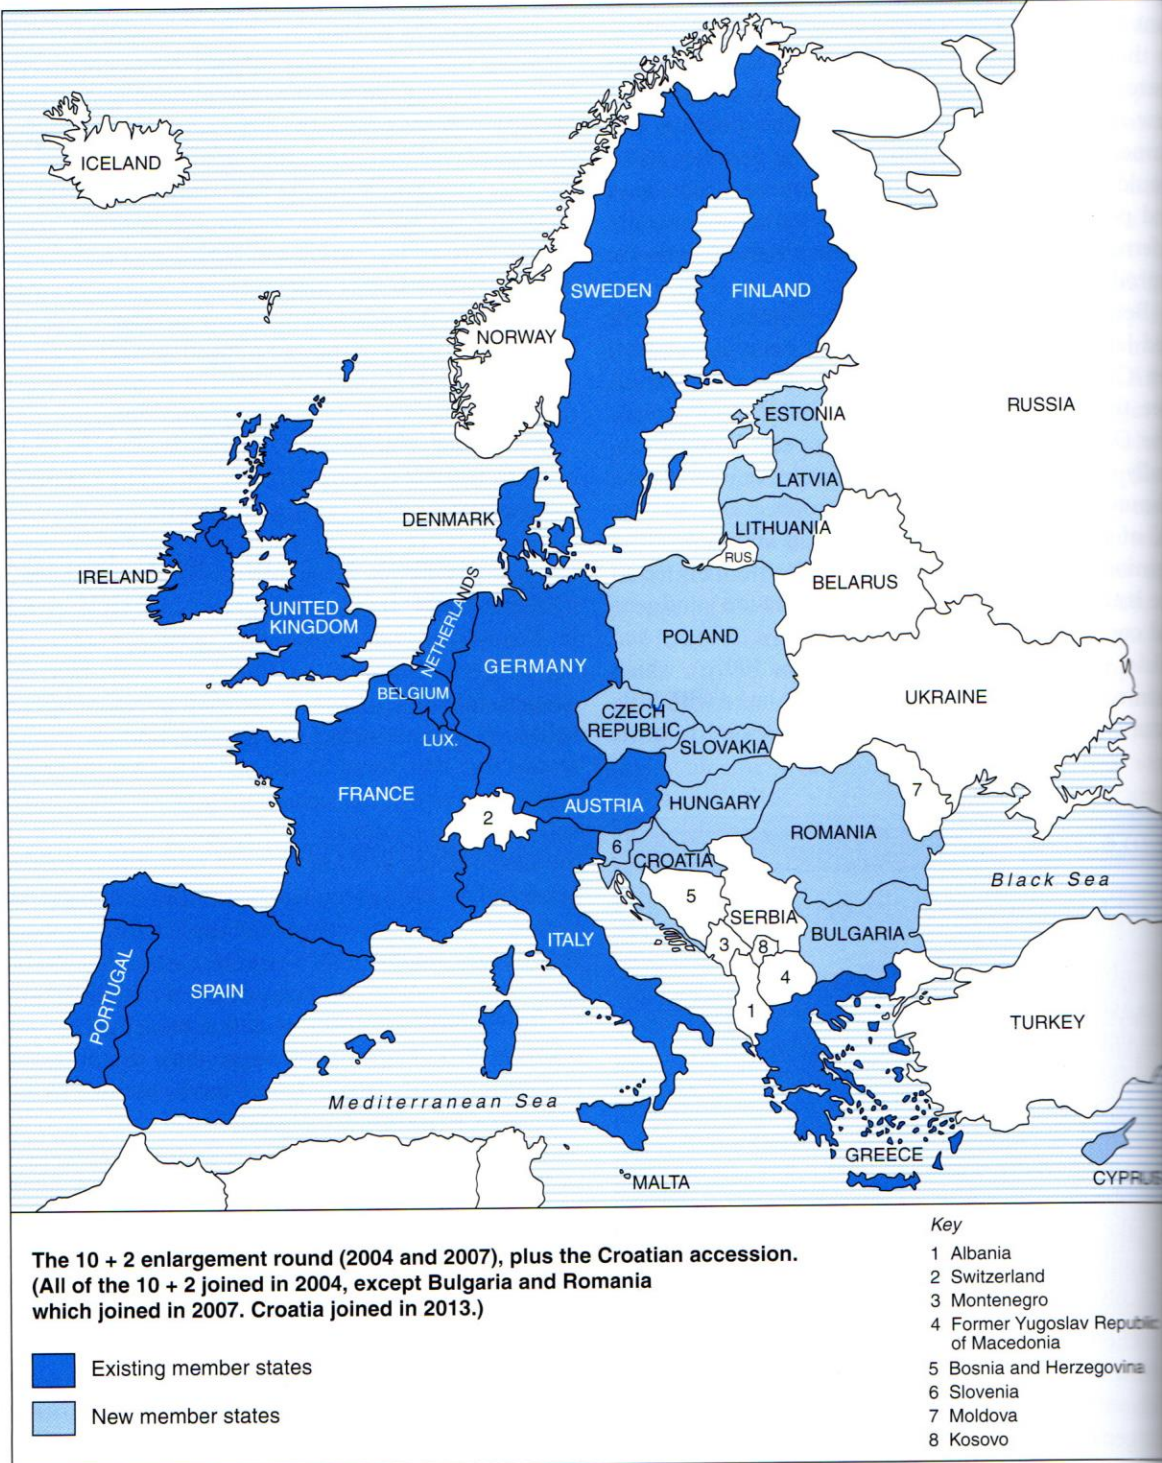 ICELAND
SWEDEN
FINLAND
NORWAY
RUSSIA
ESTONIA
LATVIA
LITHUANIA
DENMARK
RUS.
IRELAND
BELARUS
UNITED
KINGDOM
NETHERLANDS
POLAND
GERMANY
BELGIUM
UKRAINE
CZECH
REPUBLIC
LUX.
SLOVAKIA
FRANCE
7
AUSTRIA
HUNGARY
2
ROMANIA
6
CROATIA
Black Sea
5
SERBIA
BULGARIA
ITALY
3
8
4
PORTUGAL
SPAIN
1
TURKEY
Mediterranean Sea
GREECE
MALTA
CYPRUS
The 10 + 2 enlargement round (2004 and 2007), plus the Croatian accession.
(All of the 10 + 2 joined in 2004, except Bulgaria and Romania
which joined in 2007. Croatia joined in 2013.)
Existing member states
New member states
Key
1 Albania
2 Switzerland
3 Montenegro
4 Former Yugoslav Republic
of Macedonia
5 Bosnia and Herzegovina
6 Slovenia
7 Moldova
8 Kosovo